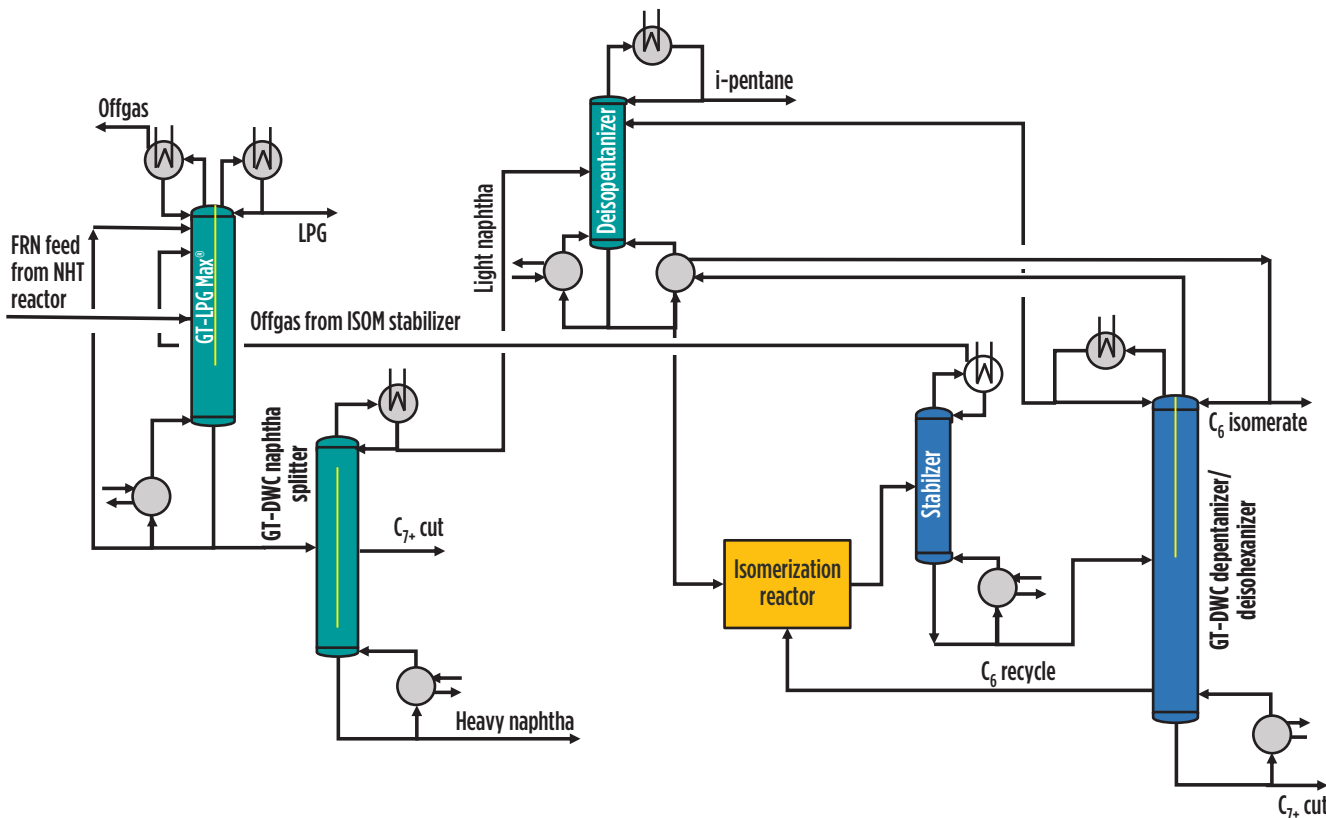 i-pentane
Offgas
Deisopentanizer
LPG
Light naphtha
FRN feed
from NHT
reactor
GT-LPG Max®
Offgas from ISOM stabilizer
C6 isomerate
GT-DWC naphtha
splitter
C7+ cut
Stabilzer
Isomerization
reactor
GT-DWC depentanizer/
deisohexanizer
C6 recycle
Heavy naphtha
C7+ cut